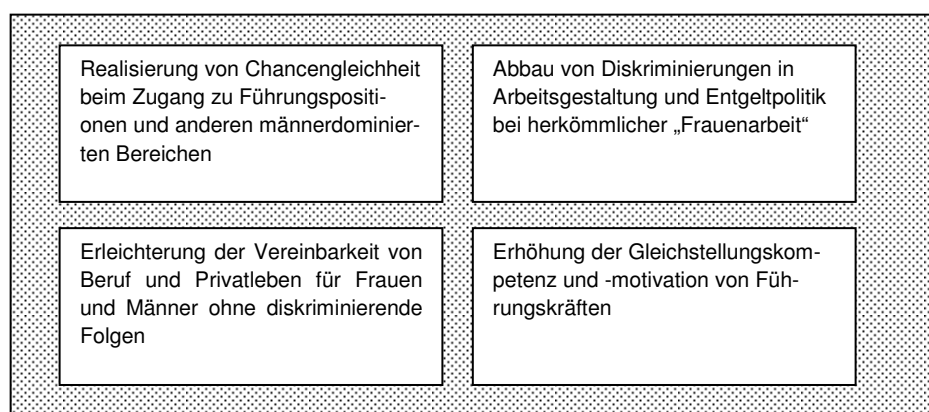 Realisierung von Chancengleichheit
beim Zugang zu Führungspositi-
onen und anderen männerdominier-
ten Bereichen
Abbau von Diskriminierungen in
Arbeitsgestaltung und Entgeltpolitik
bei herkömmlicher „Frauenarbeit“
Erleichterung der Vereinbarkeit von
Beruf und Privatleben für Frauen
und Männer ohne diskriminierende
Folgen
Erhöhung der Gleichstellungskom-
petenz und -motivation von Füh-
rungskräften